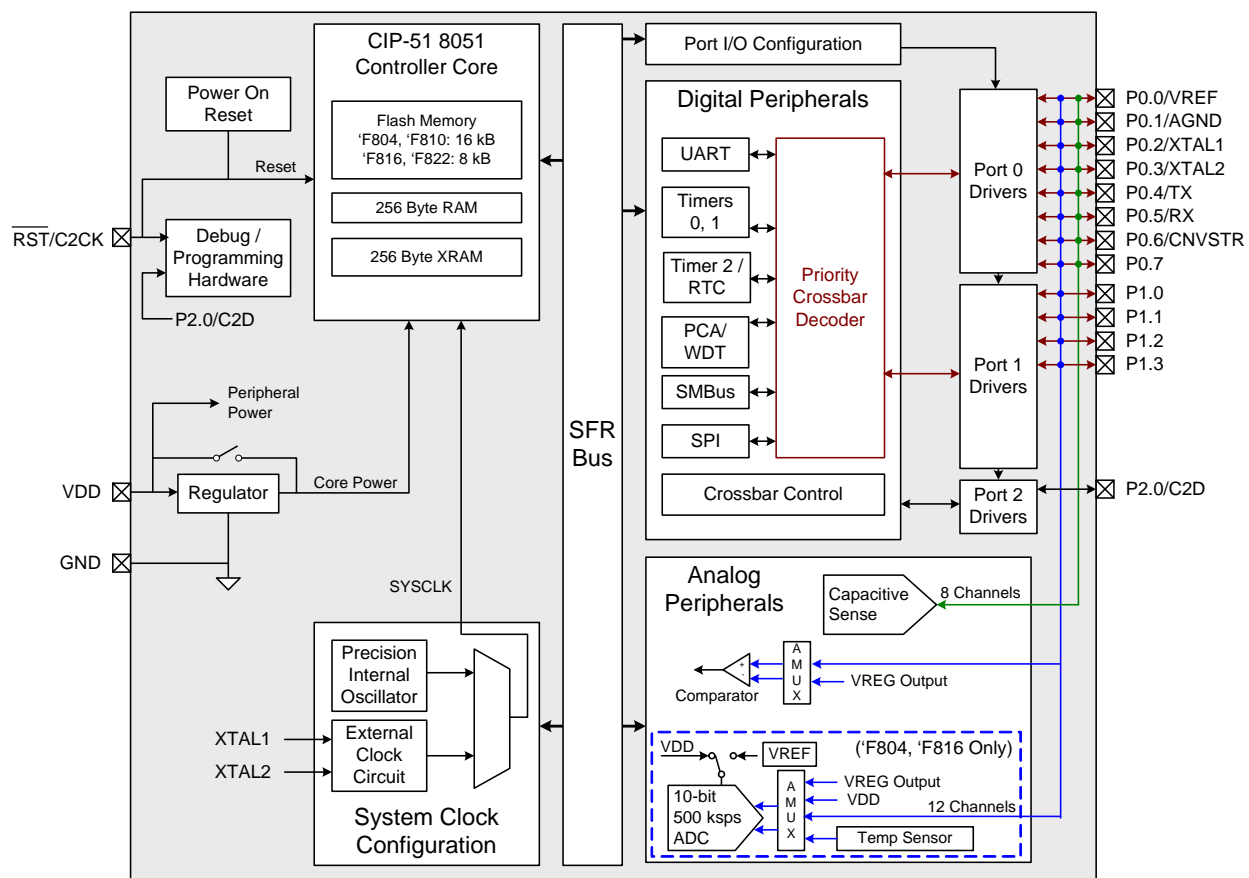 CIP-51 8051
Controller Core
Flash Memory
‘F804, ‘F810: 16 kB
‘F816, ‘F822: 8 kB
256 Byte RAM
256 Byte XRAM
Power On
Reset
Reset
RST/C2CK
Debug /
Programming
Hardware
P2.0/C2D
Peripheral
Power
VDD
Regulator
Core Power
GND
SYSCLK
Precision
Internal
Oscillator
XTAL1
XTAL2
External
Clock
Circuit
System Clock
Configuration
SFR
Bus
Port I/O Configuration
Digital Peripherals
UART
Timers
0, 1
Timer 2 /
RTC
PCA/
WDT
SMBus
SPI
Priority
Crossbar
Decoder
Crossbar Control
Port 0
Drivers
Port 1
Drivers
Port 2
Drivers
P0.0/VREF
P0.1/AGND
P0.2/XTAL1
P0.3/XTAL2
P0.4/TX
P0.5/RX
P0.6/CNVSTR
P0.7
P1.0
P1.1
P1.2
P1.3
P2.0/C2D
Analog
Peripherals
Capacitive
Sense
8 Channels
+
-
Comparator
AMUX
VREG Output
(‘F804, ‘F816 Only)
VDD
VREF
10-bit
500 ksps
ADC
AMUX
VREG Output
VDD
12 Channels
Temp Sensor